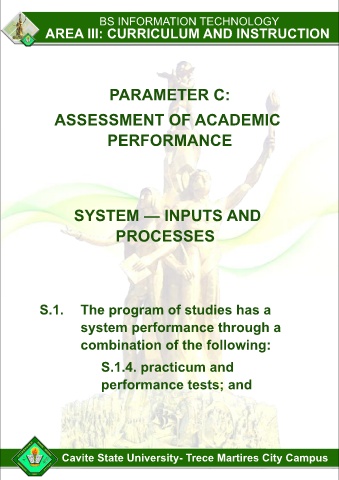 BS INFORMATION TECHNOLOGY
AREA III: CURRICULUM AND INSTRUCTION
PARAMETER C:
ASSESSMENT OF ACADEMIC
PERFORMANCE
SYSTEM — INPUTS AND
PROCESSES
S.1. The program of studies has a
system performance through a
combination of the following:
S.1.4. practicum and
performance tests; and
Cavite State University- Trece Martires City Campus